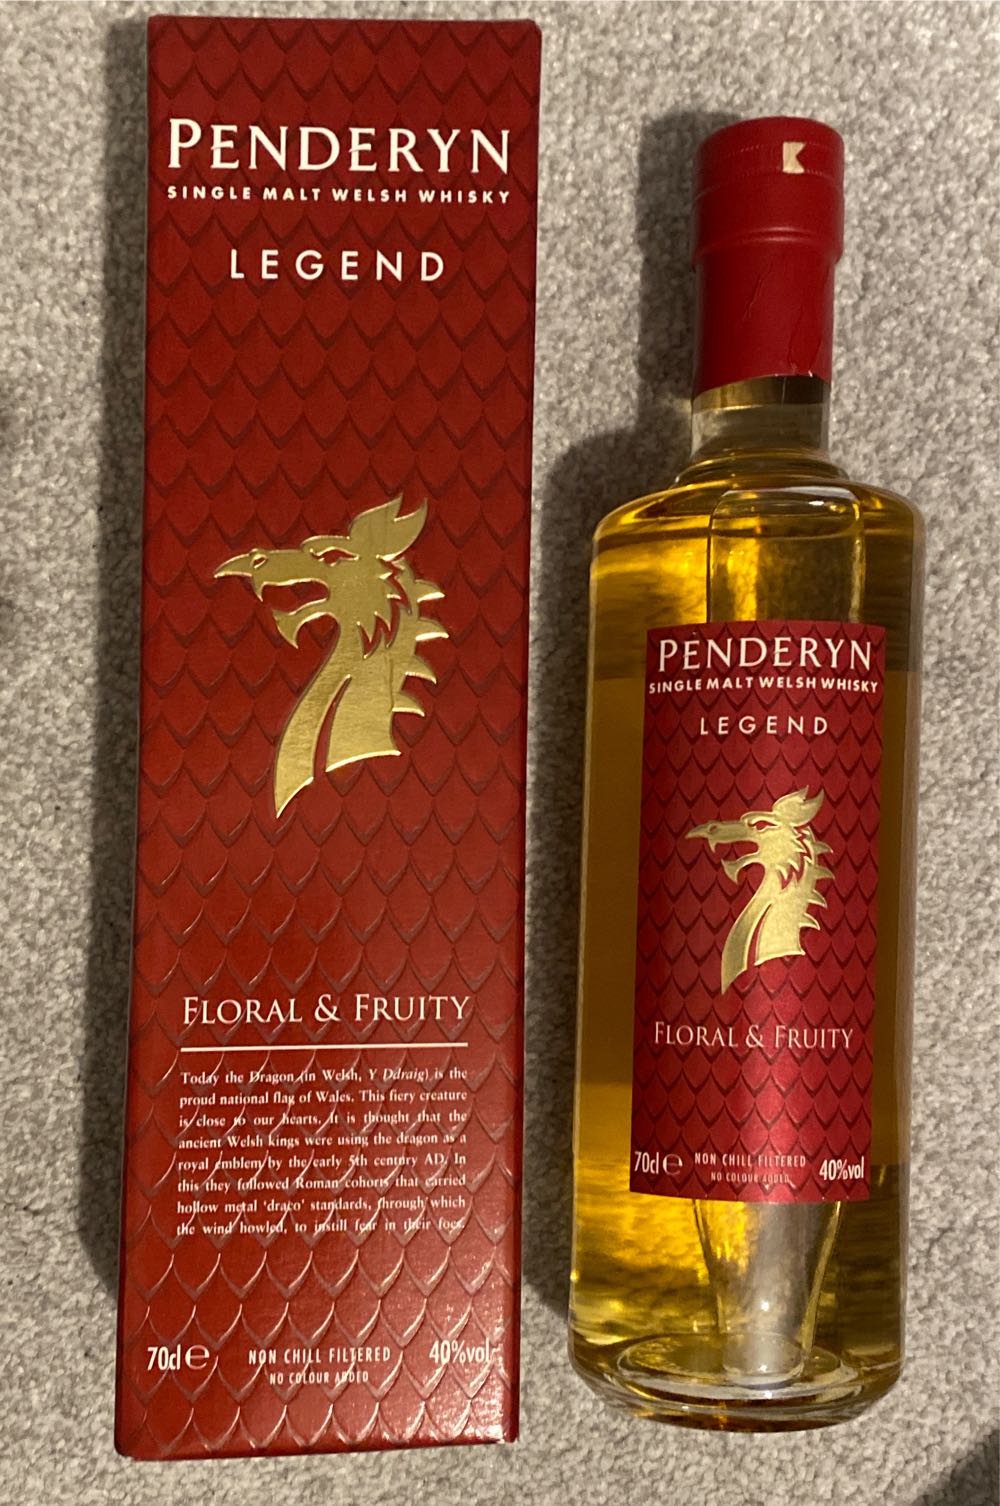 PENDERYN
SINGLE MALT WELSH WHISKY
LEGEND
FLORAL & FRUITY
Today the Dragon (in Welsh, Y Ddraig) is the
proud national flag of Wales. This fiery creature
is close to our hearts. It is thought that the
ancient Welsh kings were using the dragon as a
royal emblem by the early 5th century AD. In
this they followed Roman cohorts that carried
hollow metal 'draco' standards, through which
the wind howled, to instill fear in their foes.
70cl e
NON CHILL FILTERED
NO COLOUR ADDED
40%vol
PENDERYN
SINGLE MALT WELSH WHISKY
LEGEND
FLORAL & FRUITY
70cl e
NON CHILL FILTERED
NO COLOUR ADDED
40%vol